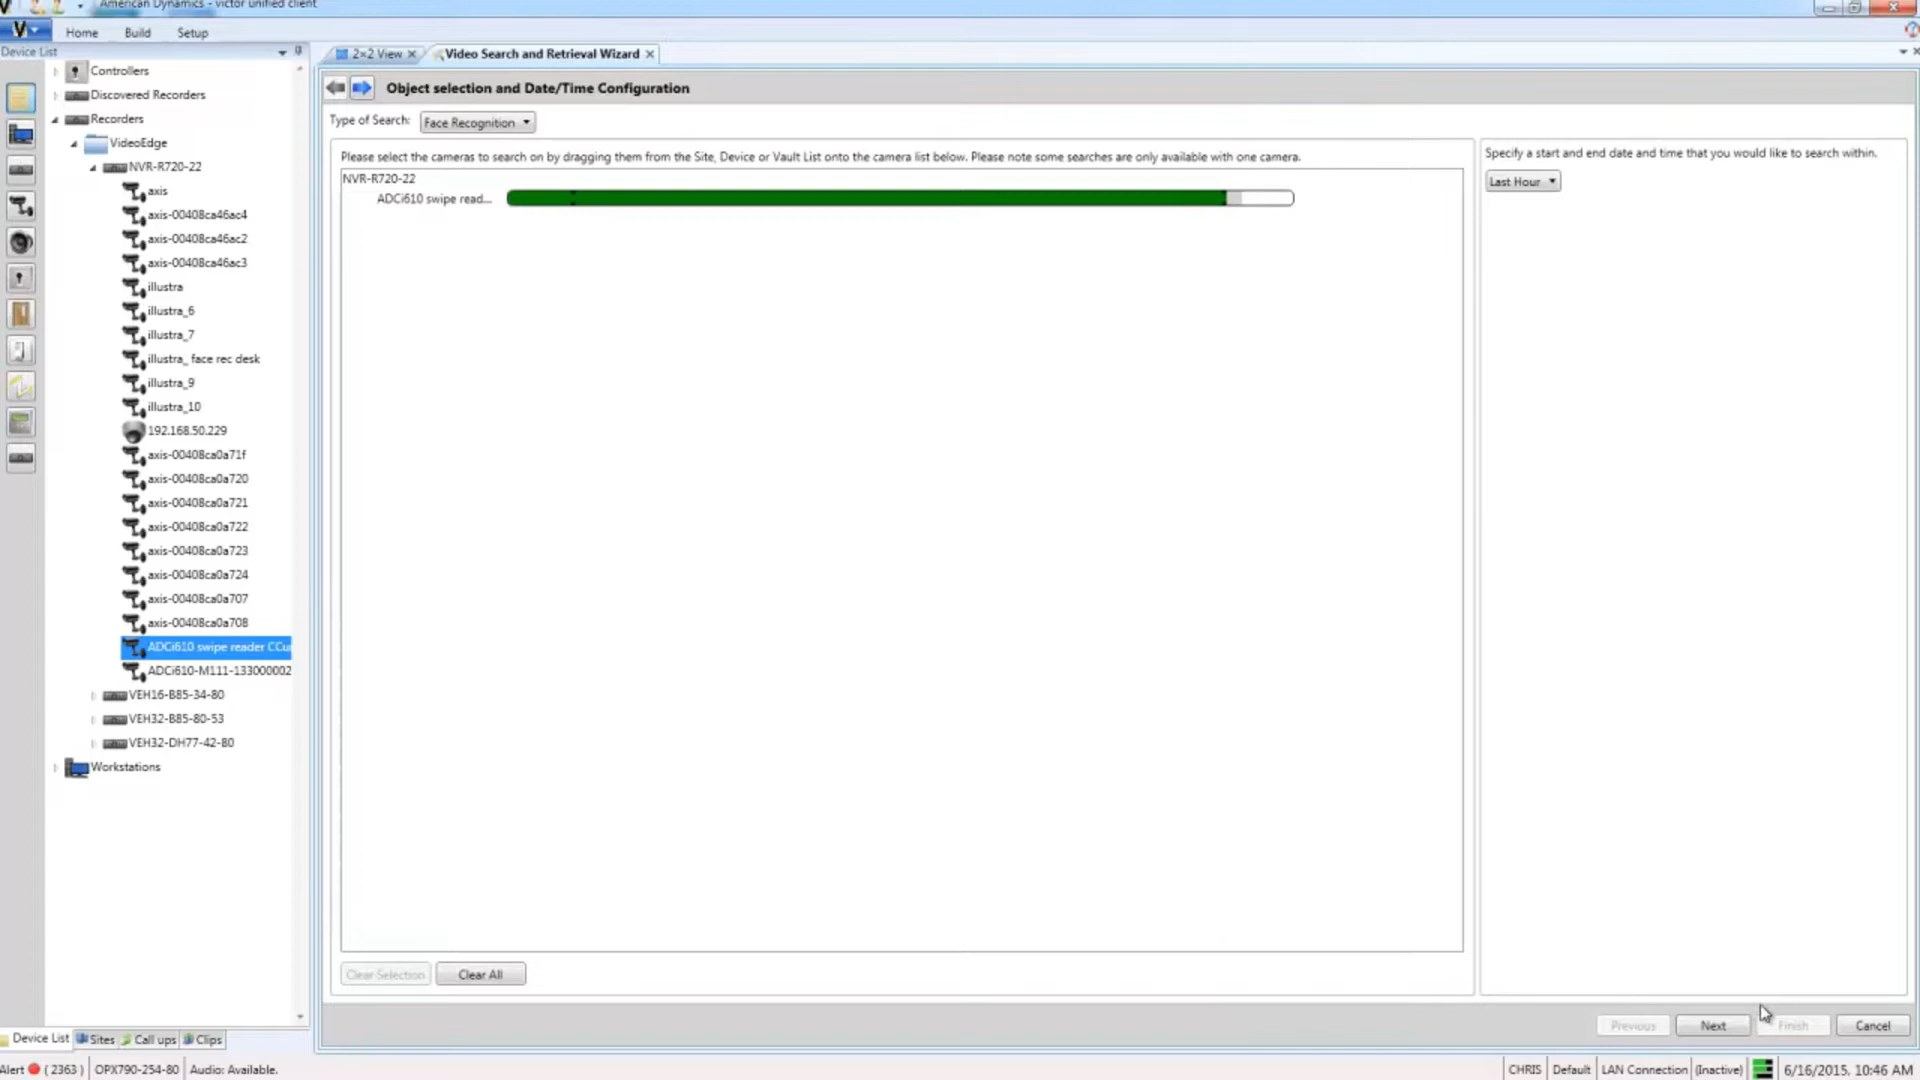 American Dynamics - victor unified client
Home Build Setup
Device List
2×2 View
Video Search and Retrieval Wizard
Controllers
Discovered Recorders
Recorders
VideoEdge
NVR-R720-22
axis
axis-00408ca46ac4
axis-00408ca46ac2
axis-00408ca46ac3
illustra
illustra_6
illustra_7
illustra_ face rec desk
illustra_9
illustra_10
192.168.50.229
axis-00408ca0a71f
axis-00408ca0a720
axis-00408ca0a721
axis-00408ca0a722
axis-00408ca0a723
axis-00408ca0a724
axis-00408ca0a707
axis-00408ca0a708
ADCi610 swipe reader CCur
ADCi610-M111-133000002
VEH16-B85-34-80
VEH32-B85-80-53
VEH32-DH77-42-80
Workstations
Object selection and Date/Time Configuration
Type of Search: Face Recognition
Please select the cameras to search on by dragging them from the Site, Device or Vault List onto the camera list below. Please note some searches are only available with one camera.
NVR-R720-22
ADCi610 swipe read...
Specify a start and end date and time that you would like to search within.
Last Hour
Clear Selection Clear All
Previous Next Finish Cancel
Device List Sites Call ups Clips
Alert ( 2363 ) OPX790-254-80 Audio: Available.
CHRIS Default LAN Connection (Inactive) 6/16/2015, 10:46 AM